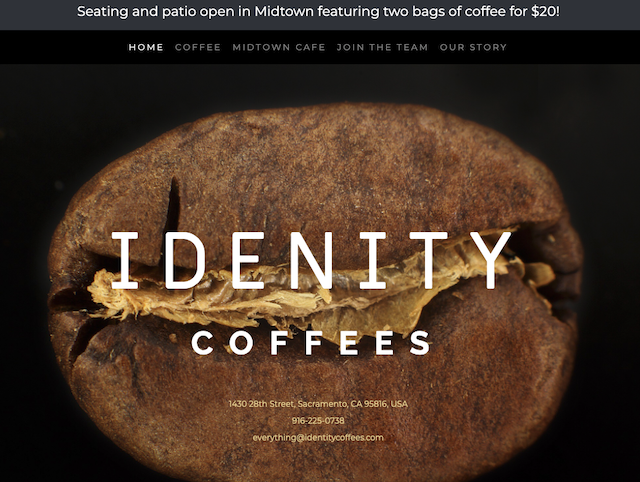 Seating and patio open in Midtown featuring two bags of coffee for $20!
HOME COFFEE MIDTOWN CAFE JOIN THE TEAM OUR STORY
IDENITY
COFFEES
1430 28th Street, Sacramento, CA 95816, USA
916-225-0738
everything@identitycoffees.com